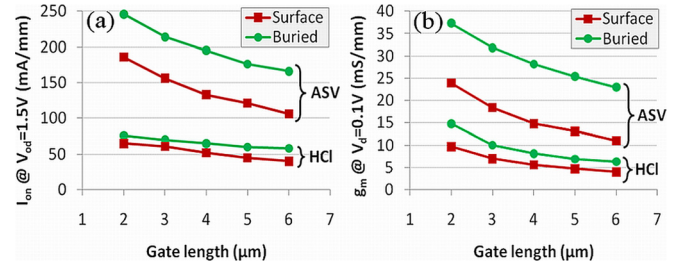 (a)
Surface
Buried
I_on @ V_od=1.5V (mA/mm)
250
200
150
100
50
0
ASV
HCl
1 2 3 4 5 6 7
Gate length (μm)
(b)
Surface
Buried
g_m @ V_d=0.1V (mS/mm)
40
35
30
25
20
15
10
5
0
ASV
HCl
1 2 3 4 5 6 7
Gate length (μm)